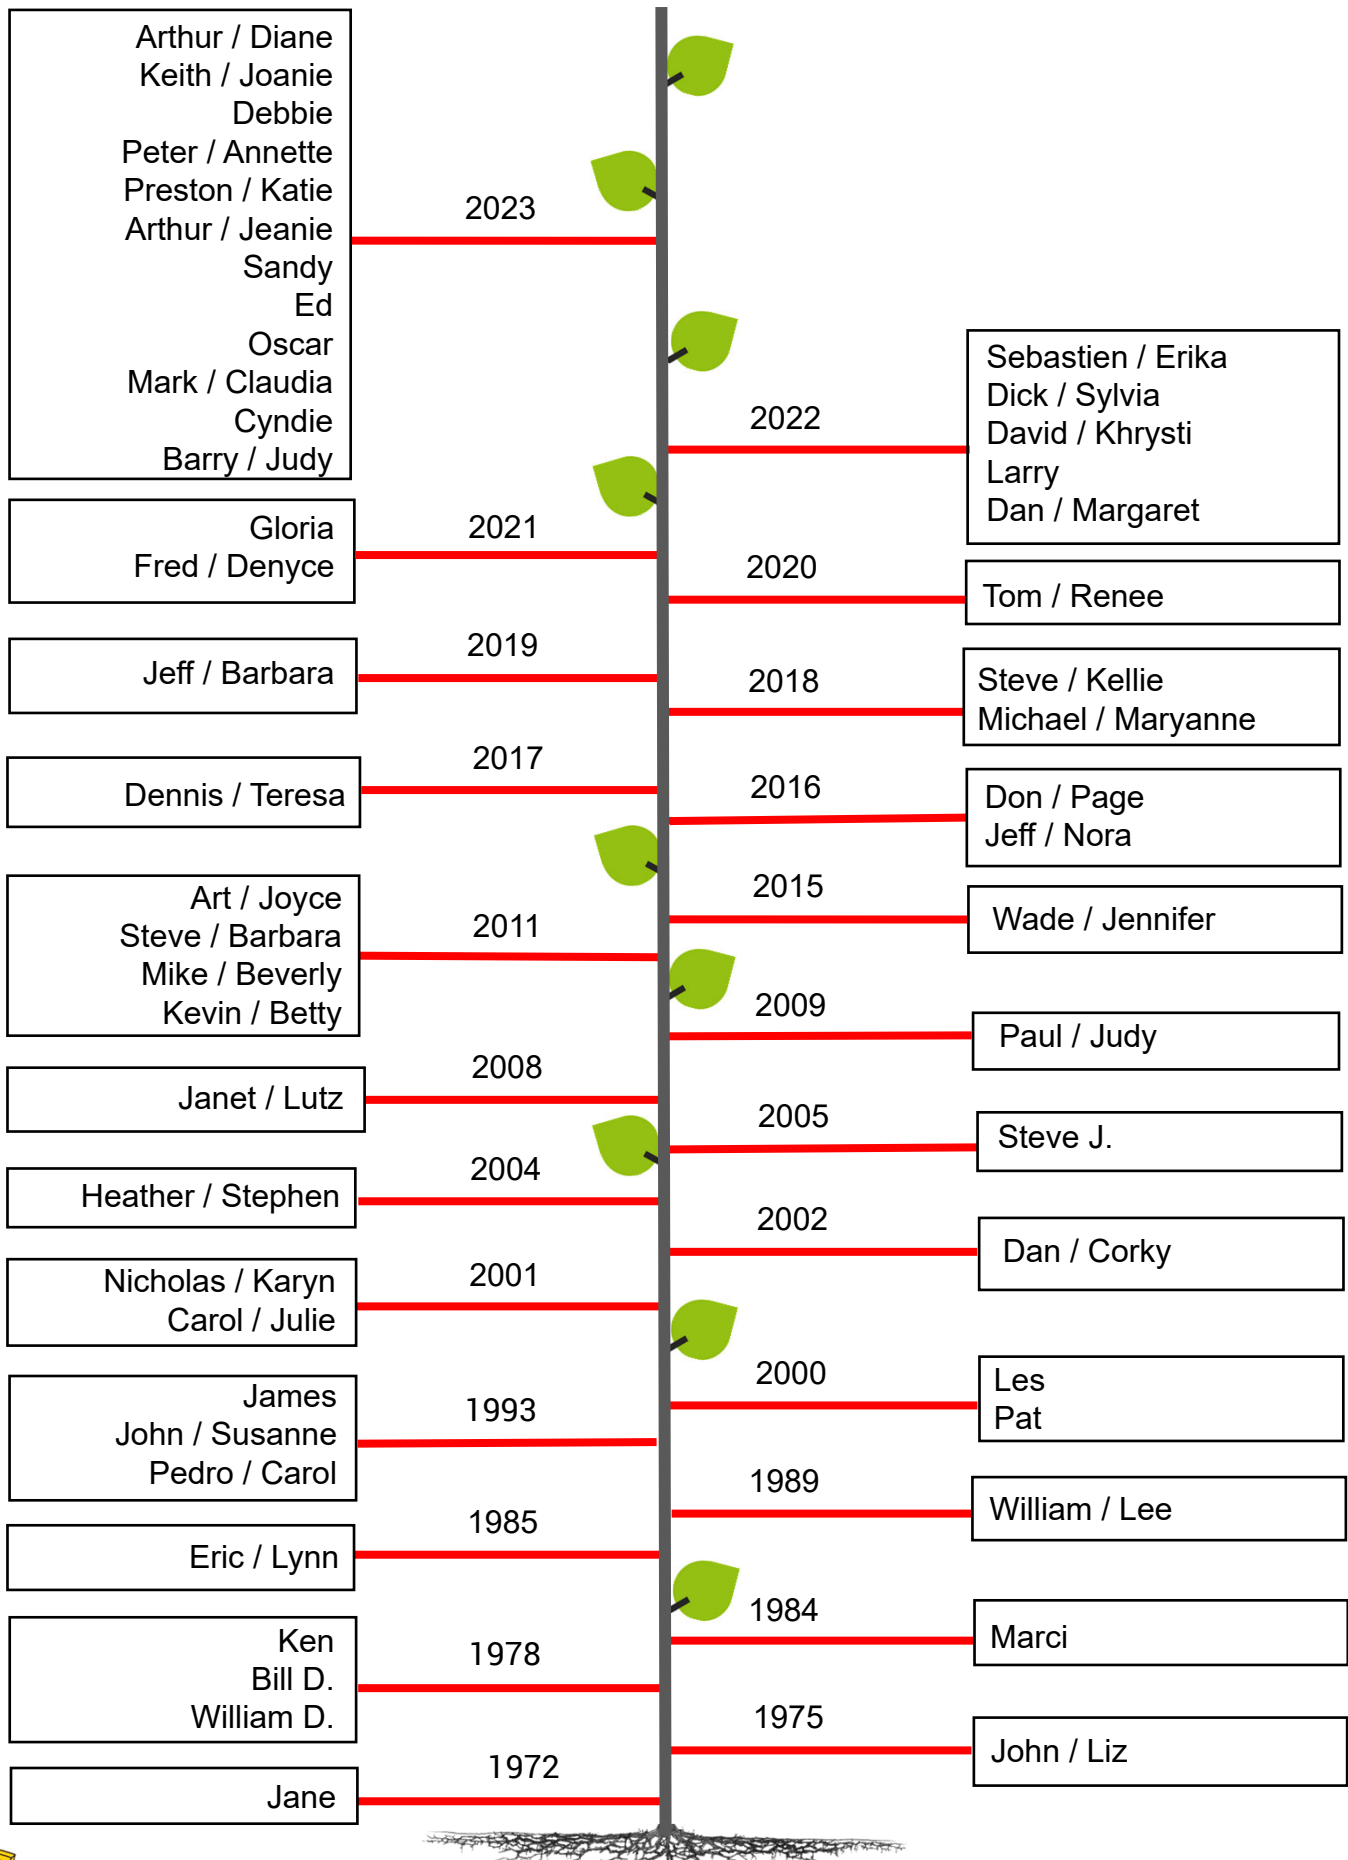 Arthur / Diane
Keith / Joanie
Debbie
Peter / Annette
Preston / Katie
Arthur / Jeanie
Sandy
Ed
Oscar
Mark / Claudia
Cyndie
Barry / Judy
2023
2022
Sebastien / Erika
Dick / Sylvia
David / Khrysti
Larry
Dan / Margaret
Gloria
Fred / Denyce
2021
2020
Tom / Renee
Jeff / Barbara
2019
2018
Steve / Kellie
Michael / Maryanne
Dennis / Teresa
2017
2016
Don / Page
Jeff / Nora
2015
Wade / Jennifer
Art / Joyce
Steve / Barbara
Mike / Beverly
Kevin / Betty
2011
2009
Paul / Judy
Janet / Lutz
2008
2005
Steve J.
Heather / Stephen
2004
2002
Dan / Corky
Nicholas / Karyn
Carol / Julie
2001
2000
Les
Pat
James
John / Susanne
Pedro / Carol
1993
1989
William / Lee
Eric / Lynn
1985
1984
Marci
Ken
Bill D.
William D.
1978
1975
John / Liz
Jane
1972